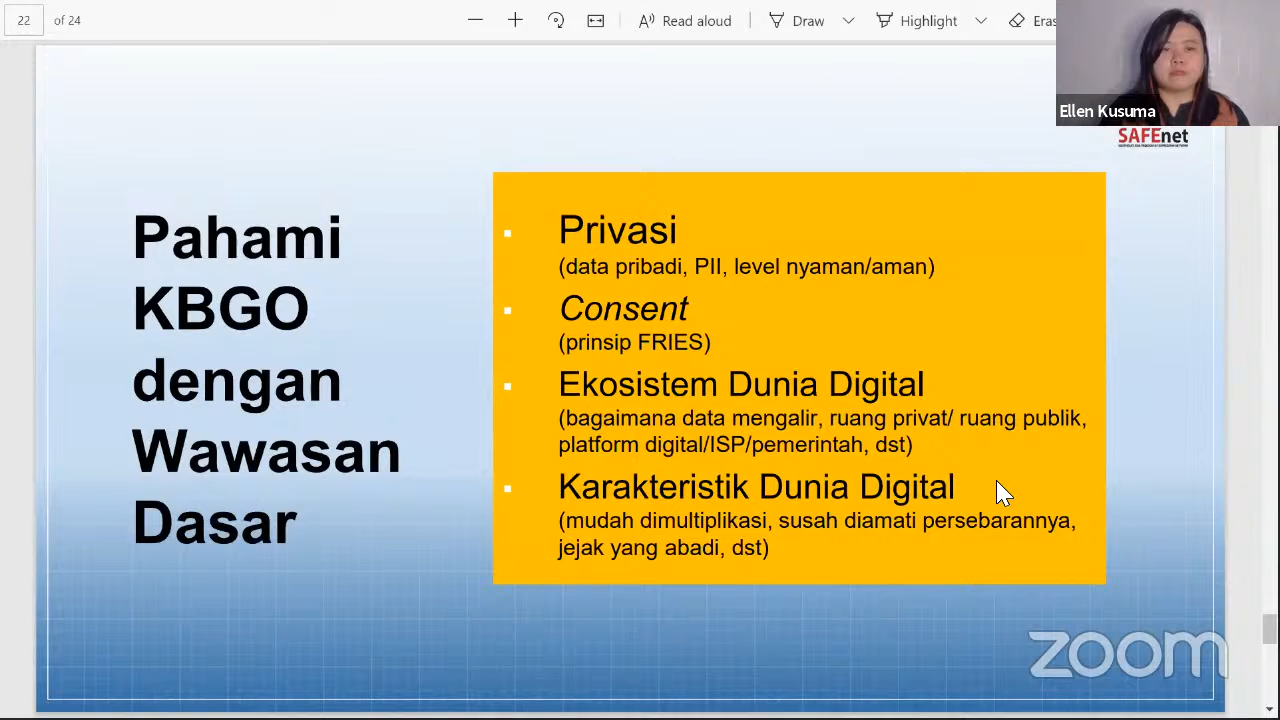 22 of 24
Read aloud
Draw
Highlight
Eras
Ellen Kusuma
SAFEnet
Pahami
KBGO
dengan
Wawasan
Dasar
Privasi
(data pribadi, PII, level nyaman/aman)
Consent
(prinsip FRIES)
Ekosistem Dunia Digital
(bagaimana data mengalir, ruang privat/ ruang publik,
platform digital/ISP/pemerintah, dst)
Karakteristik Dunia Digital
(mudah dimultiplikasi, susah diamati persebarannya,
jejak yang abadi, dst)
zoom